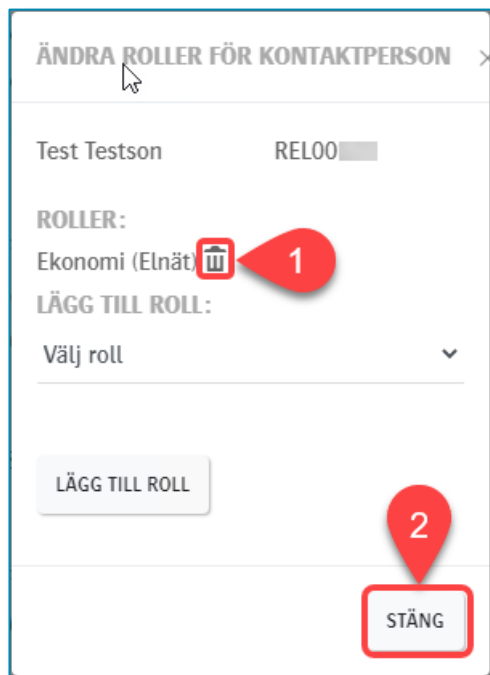 ÄNDRA ROLLER FÖR KONTAKTPERSON ×
Test Testson REL00
ROLLER:
Ekonomi (Elnät) 1
LÄGG TILL ROLL:
Välj roll
LÄGG TILL ROLL
2
STÄNG